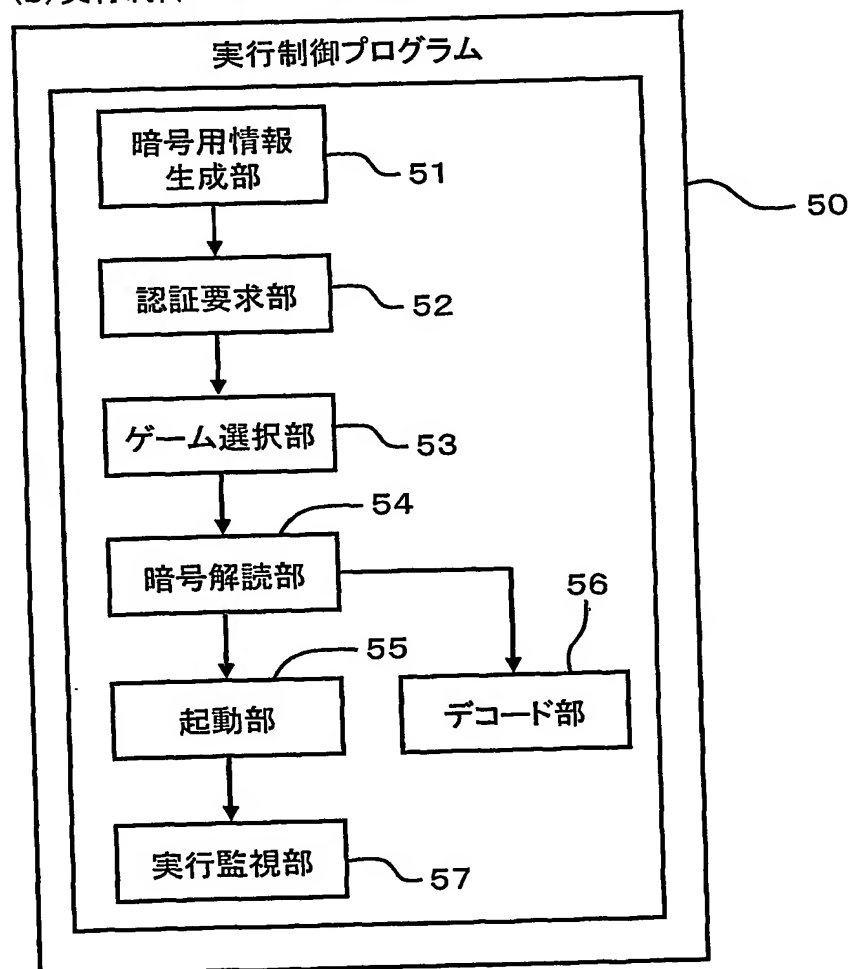 実行制御プログラム
暗号用情報
生成部
51
50
認証要求部
52
ゲーム選択部
53
54
暗号解読部
56
55
起動部
デコード部
実行監視部
57